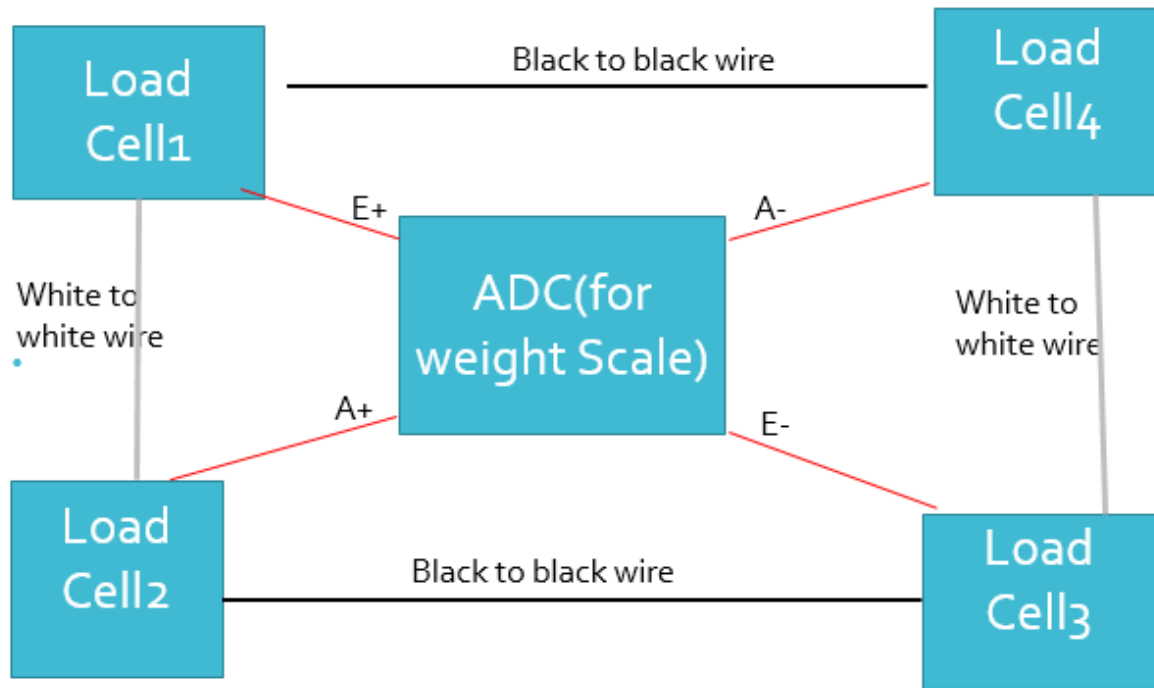 Load
Cell1
Black to black wire
Load
Cell4
E+
A-
White to
white wire
ADC(for
weight Scale)
White to
white wire
A+
E-
Load
Cell2
Black to black wire
Load
Cell3